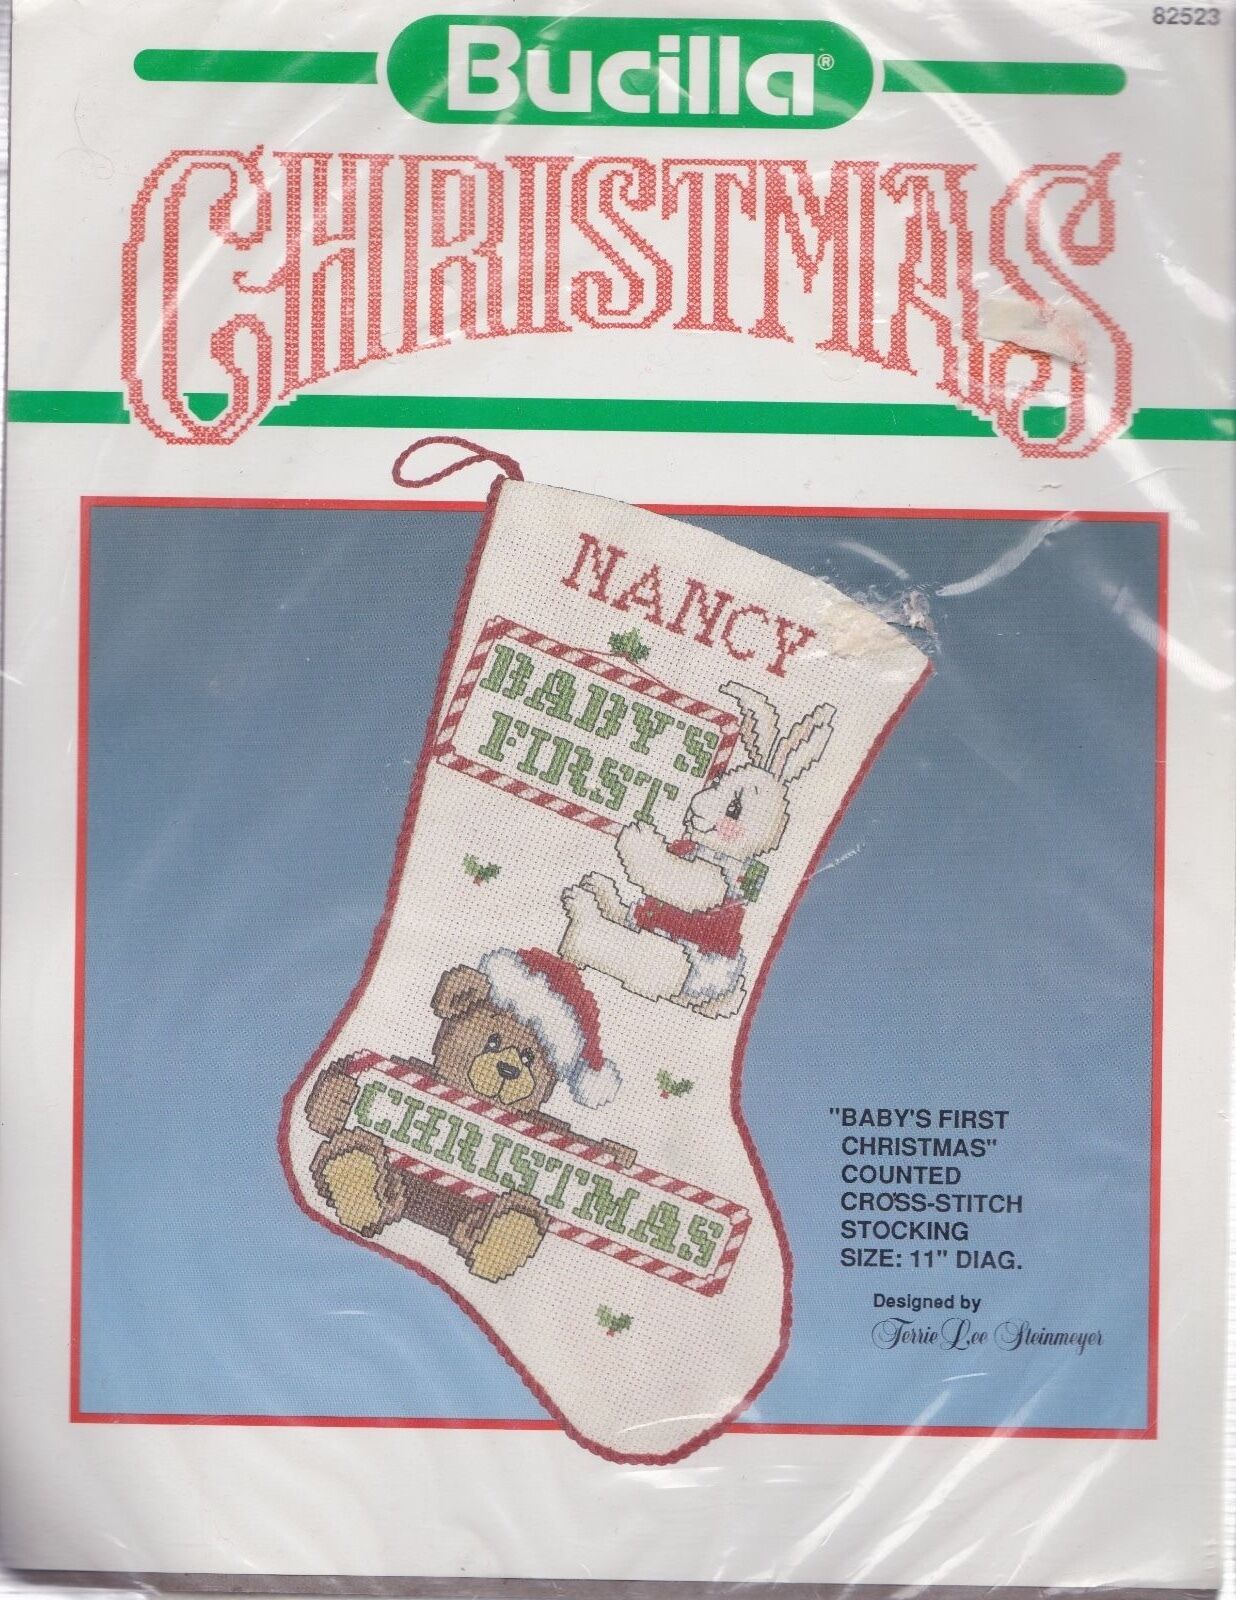 82523
Bucilla®
CHRISTMAS
NANCY
BABY'S
FIRST
CHRISTMAS
"BABY'S FIRST
CHRISTMAS"
COUNTED
CROSS-STITCH
STOCKING
SIZE: 11" DIAG.
Designed by
Terrie Lee Steinmeyer